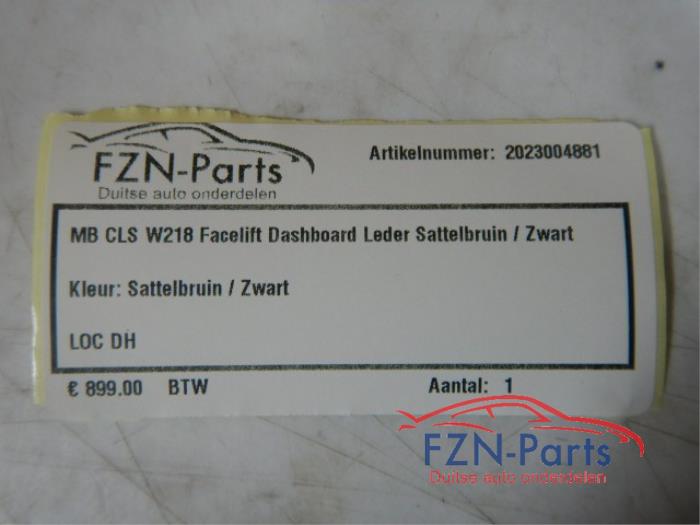 FZN-Parts
Duitse auto onderdelen
Artikelnummer: 2023004881
MB CLS W218 Facelift Dashboard Leder Sattelbruin / Zwart
Kleur: Sattelbruin / Zwart
LOC DH
€ 899.00 BTW Aantal: 1
FZN-Parts
Duitse auto onderdelen